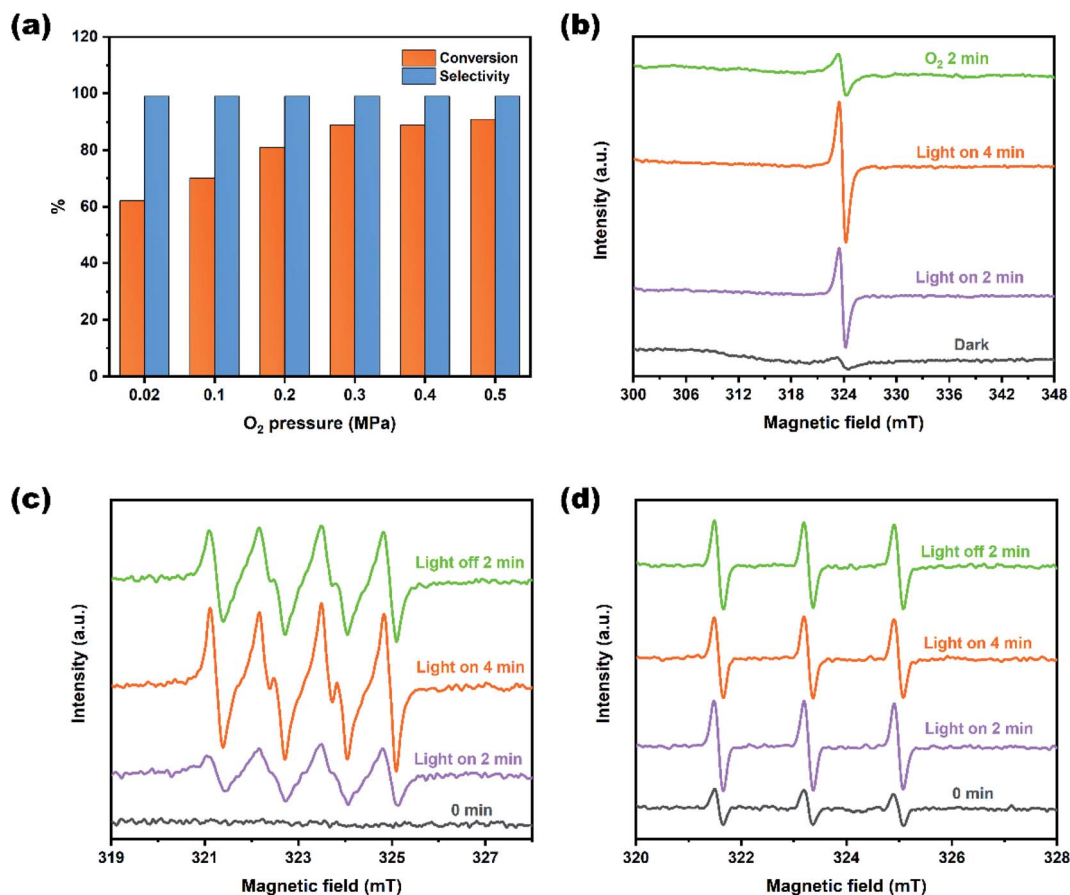 (a)
120
100
80
60
40
20
0
%
Conversion
Selectivity
0.02
0.1
0.2
0.3
0.4
0.5
O₂ pressure (MPa)
(b)
O₂ 2 min
Light on 4 min
Light on 2 min
Dark
Intensity (a.u.)
300 306 312 318 324 330 336 342 348
Magnetic field (mT)
(c)
Light off 2 min
Light on 4 min
Light on 2 min
0 min
Intensity (a.u.)
319 321 323 325 327
Magnetic field (mT)
(d)
Light off 2 min
Light on 4 min
Light on 2 min
0 min
Intensity (a.u.)
320 322 324 326 328
Magnetic field (mT)